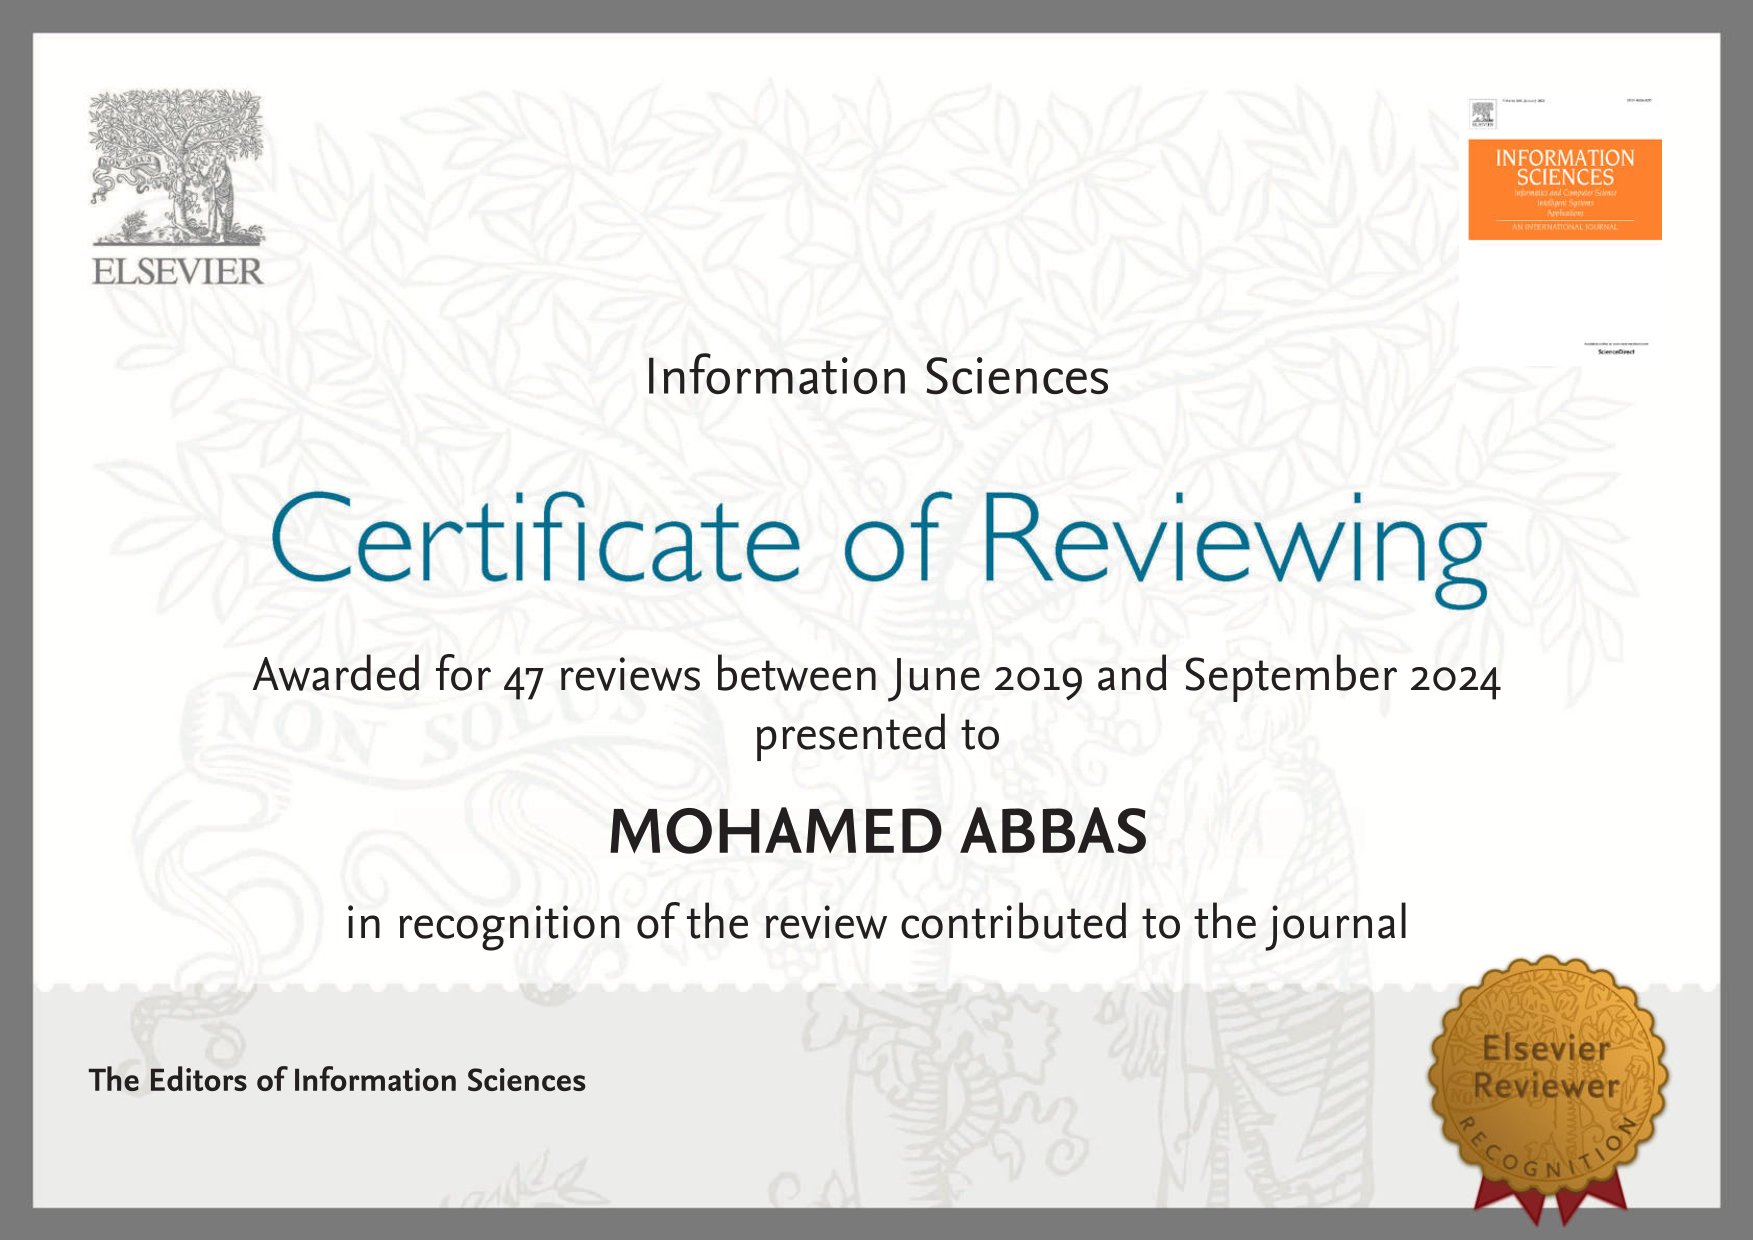 ELSEVIER
INFORMATION
SCIENCES
Informatics and Computer Science
Intelligent Systems
Applications
AN INTERNATIONAL JOURNAL
ScienceDirect
Information Sciences
Certificate of Reviewing
Awarded for 47 reviews between June 2019 and September 2024
presented to
NON SOLUS
MOHAMED ABBAS
in recognition of the review contributed to the journal
The Editors of Information Sciences
Elsevier
Reviewer
RECOGNITION